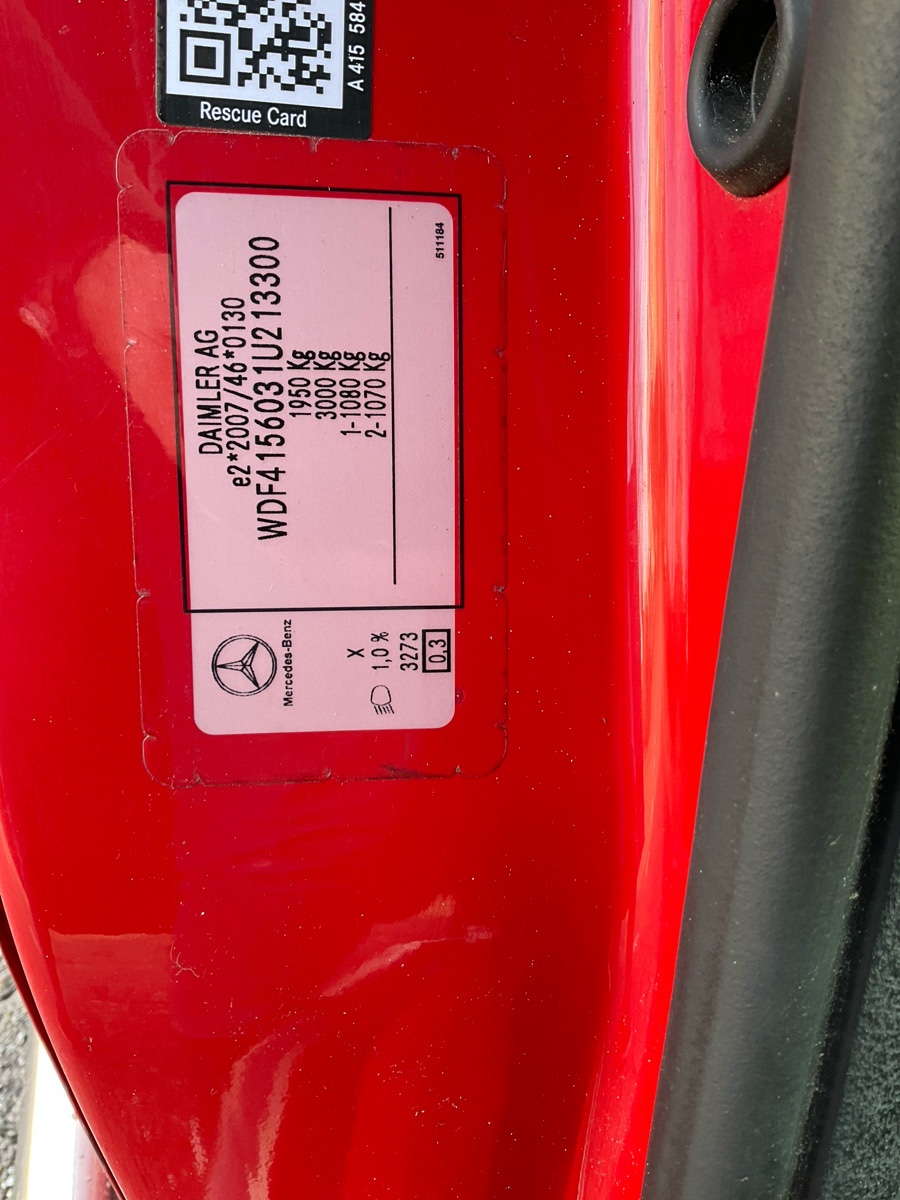 A 415 584
Rescue Card
DAIMLER AG
e2*2007/46*0130
WDF4156031U213300
1950 Kg
3000 Kg
1-1080 Kg
2-1070 Kg
511184
Mercedes-Benz
X
1,0 %
3273
0.3